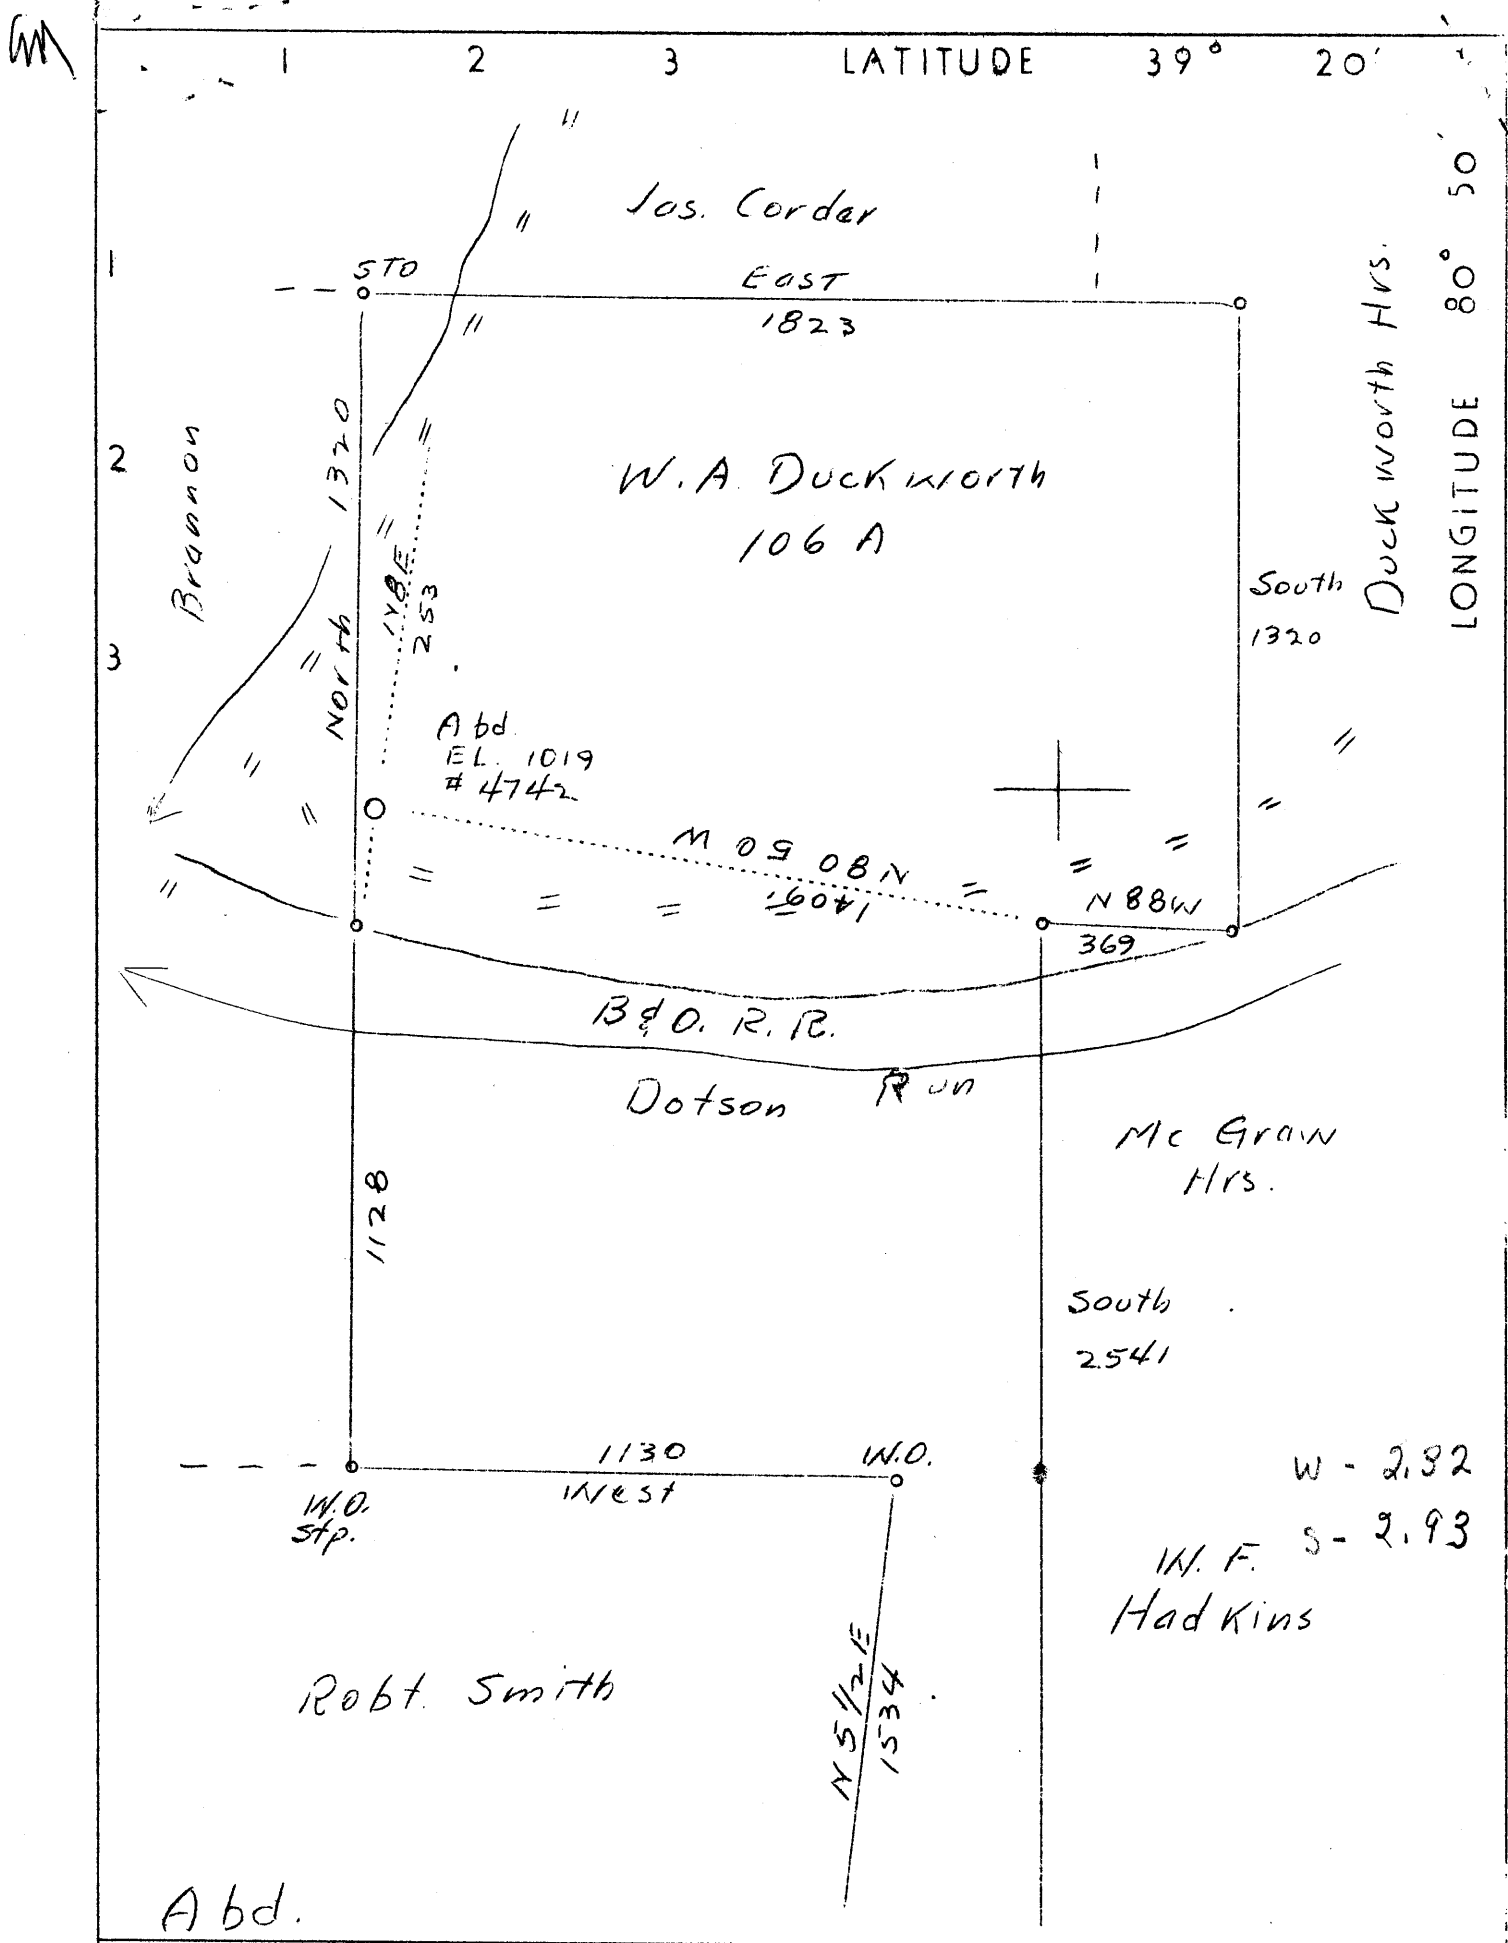 1 2 3 LATITUDE 39° 20'
LONGITUDE 80° 50'
1
2
3
Jas. Corder
STO
EAST
1823
Duckworth Hrs.
Brannon
North 1320
W.A. Duckworth
106 A
South
1320
N8E
253
Abd.
EL. 1019
# 4742
N 80 50 W
1409'
N 88W
369
B&O. R.R.
Dotson Run
Mc Graw
Hrs.
1128
South
2541
1130
West
W.O.
W.O.
Stp.
W - 2.32
S - 2.93
W. F.
Hadkins
Robt. Smith
N 5 1/2 E
1534
Abd.